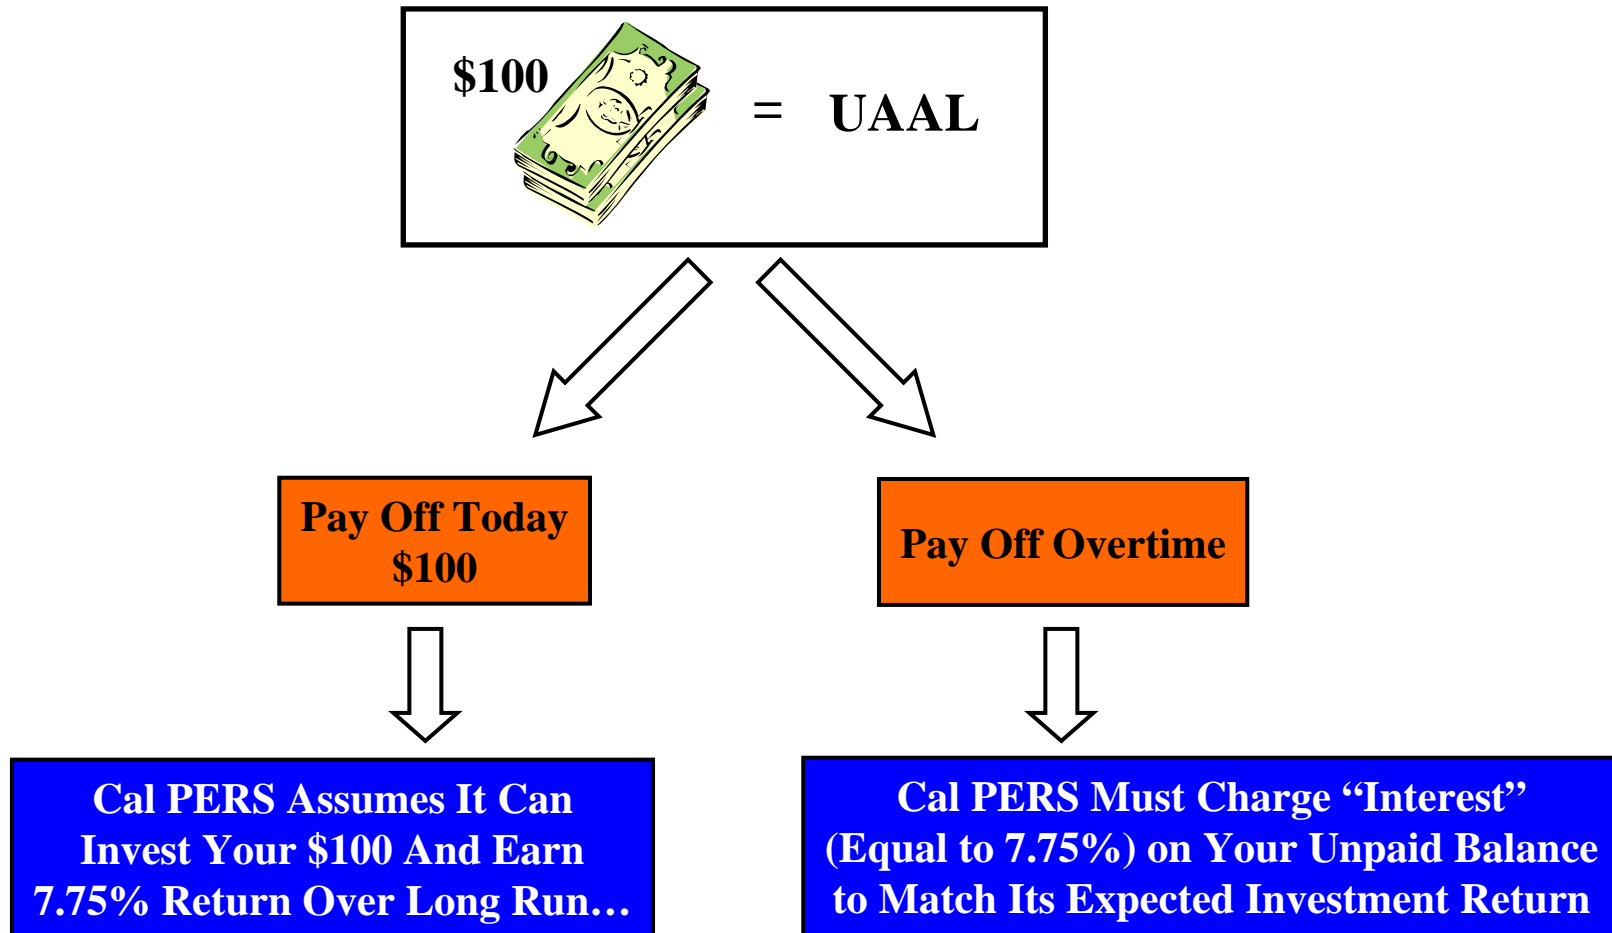 $100
= UAAL
Pay Off Today
$100
Pay Off Overtime
Cal PERS Assumes It Can
Invest Your $100 And Earn
7.75% Return Over Long Run…
Cal PERS Must Charge “Interest”
(Equal to 7.75%) on Your Unpaid Balance
to Match Its Expected Investment Return